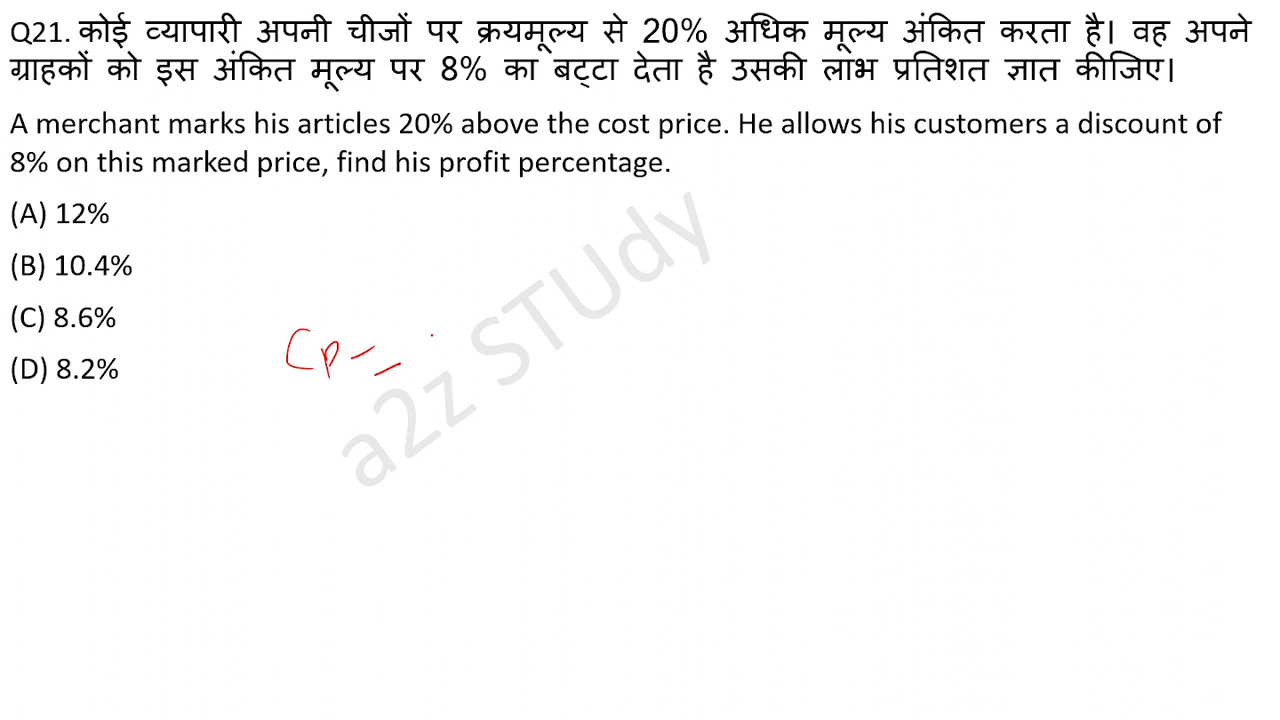 Q21. कोई व्यापारी अपनी चीजों पर क्रयमूल्य से 20% अधिक मूल्य अंकित करता है। वह अपने
ग्राहकों को इस अंकित मूल्य पर 8% का बट्टा देता है उसकी लाभ प्रतिशत ज्ञात कीजिए।
A merchant marks his articles 20% above the cost price. He allows his customers a discount of
8% on this marked price, find his profit percentage.
(A) 12%
(B) 10.4%
(C) 8.6%
(D) 8.2%
Cp =
a2z STUdy